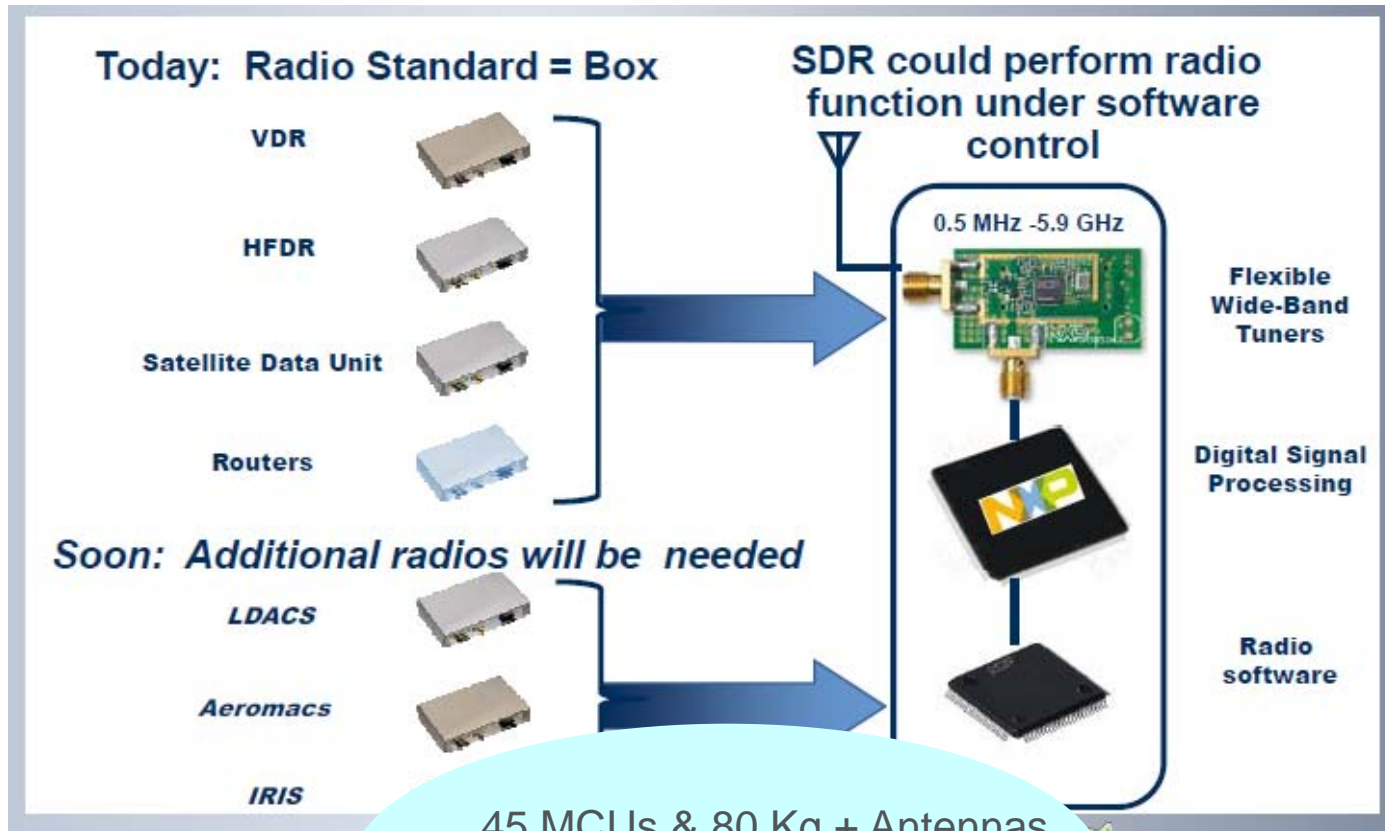 Today: Radio Standard = Box
VDR
HFDR
Satellite Data Unit
Routers
Soon: Additional radios will be needed
LDACS
Aeromacs
IRIS
SDR could perform radio
function under software
control
0.5 MHz -5.9 GHz
Flexible
Wide-Band
Tuners
NXP
Digital Signal
Processing
Radio
software
45 MCUs & 80 Kg + Antennas